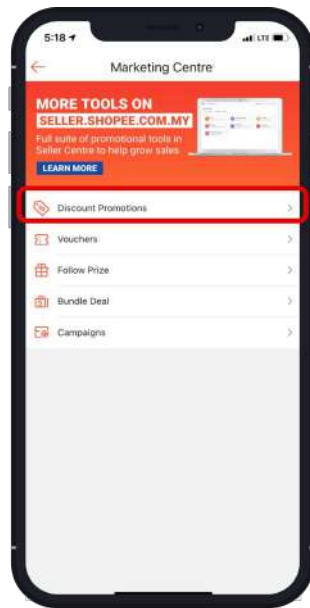 5:18
LTE
Marketing Centre
MORE TOOLS ON
SELLER.SHOPEE.COM.MY
Full suite of promotional tools in
Seller Centre to help grow sales
LEARN MORE
Discount Promotions
Vouchers
Follow Prize
Bundle Deal
Campaigns